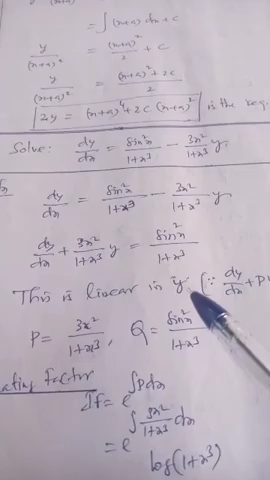 = ∫ (x+a) dx + c
y/(x+a)² = (x+a)²/2 + c
y/(x+a)² = (x+a)² + 2c / 2
2y = (x+a)⁴ + 2c (x+a)² is the req.
Solve: dy/dx = sin²x/1+x³ − 3x²/1+x³ y.
dy/dx = sin²x/1+x³ − 3x²/1+x³ y
dy/dx + 3x²/1+x³ y = sin²x/1+x³
This is linear in y. (∵ dy/dx + P
P = 3x²/1+x³, Q = sin²x/1+x³
ating Factor
If = e^∫Pdx
= e^∫ 3x²/1+x³ dx
log(1+x³)